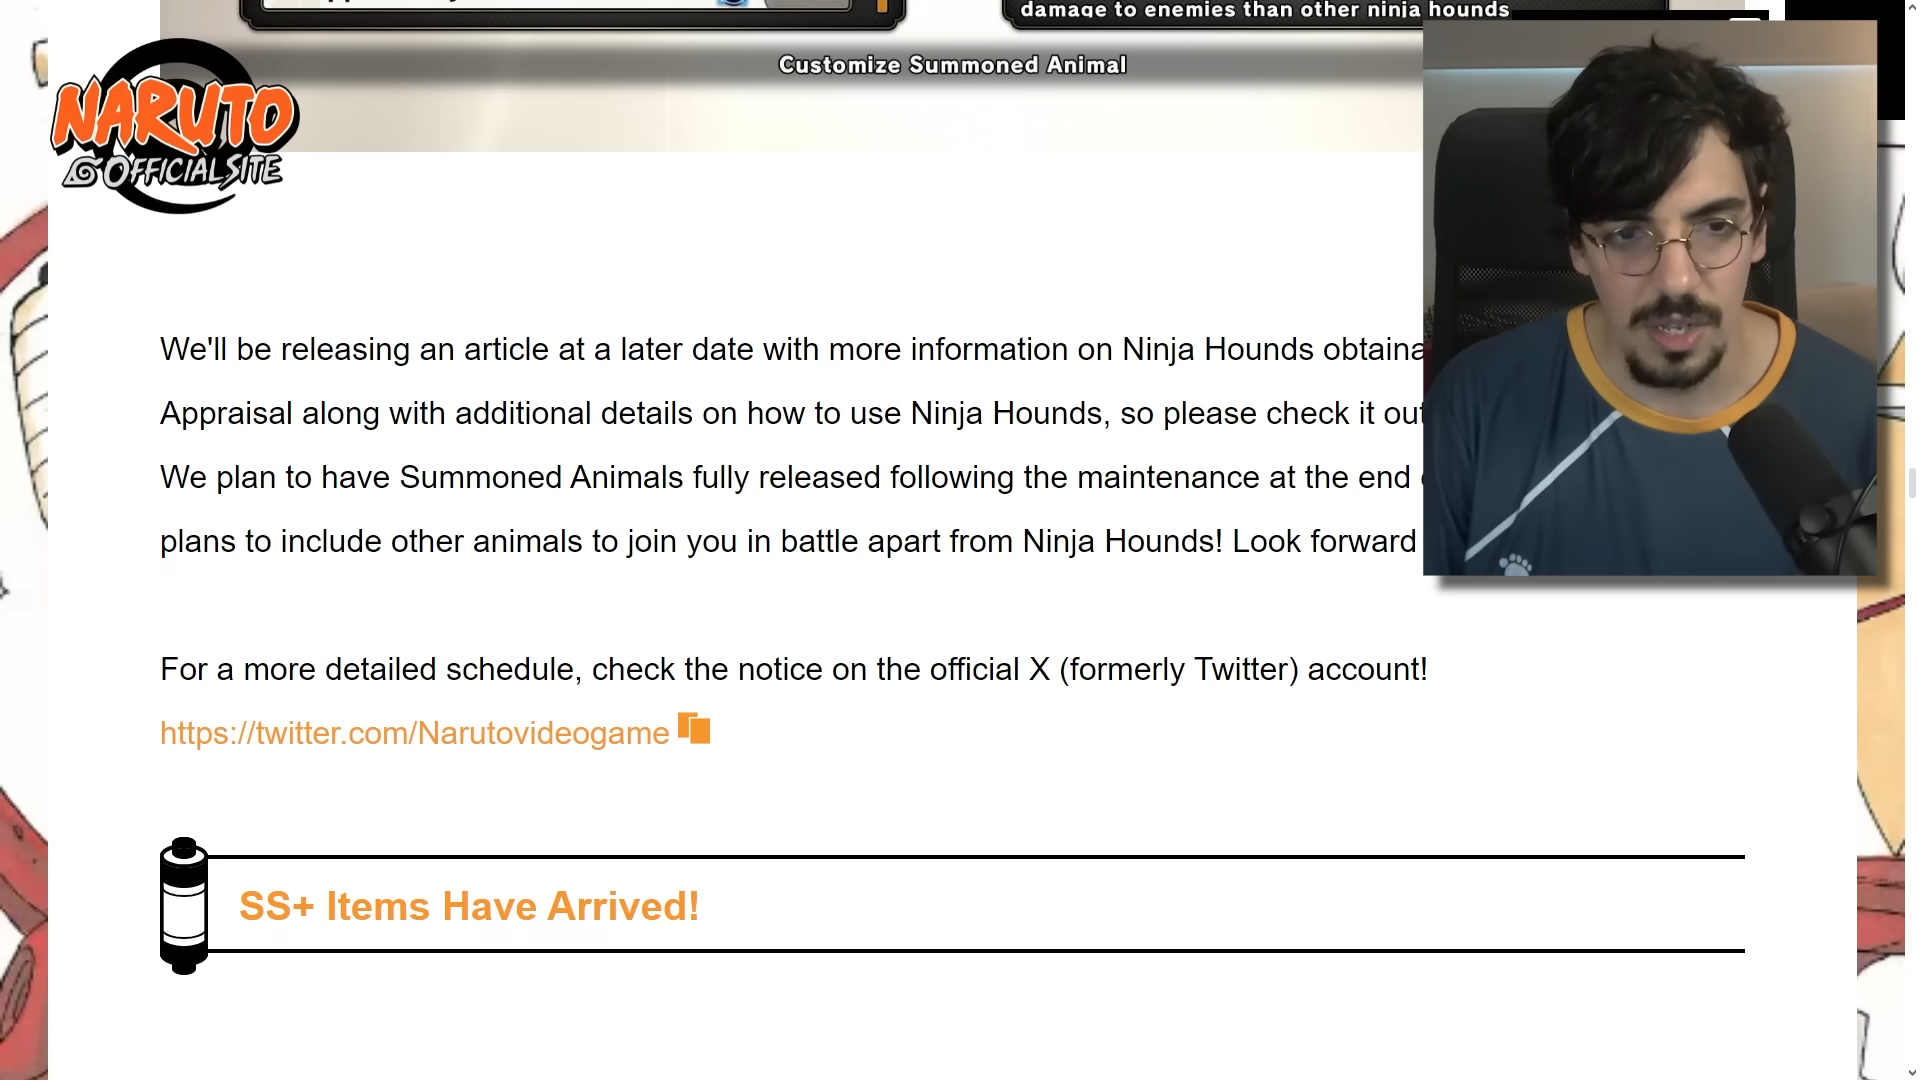 damage to enemies than other ninja hounds
Customize Summoned Animal
NARUTO
OFFICIAL SITE
We'll be releasing an article at a later date with more information on Ninja Hounds
Appraisal along with additional details on how to use Ninja Hounds, so please check it
We plan to have Summoned Animals fully released following the maintenance at the end
plans to include other animals to join you in battle apart from Ninja Hounds! Look forward
For a more detailed schedule, check the notice on the official X (formerly Twitter) account!
https://twitter.com/Narutovideogame
SS+ Items Have Arrived!